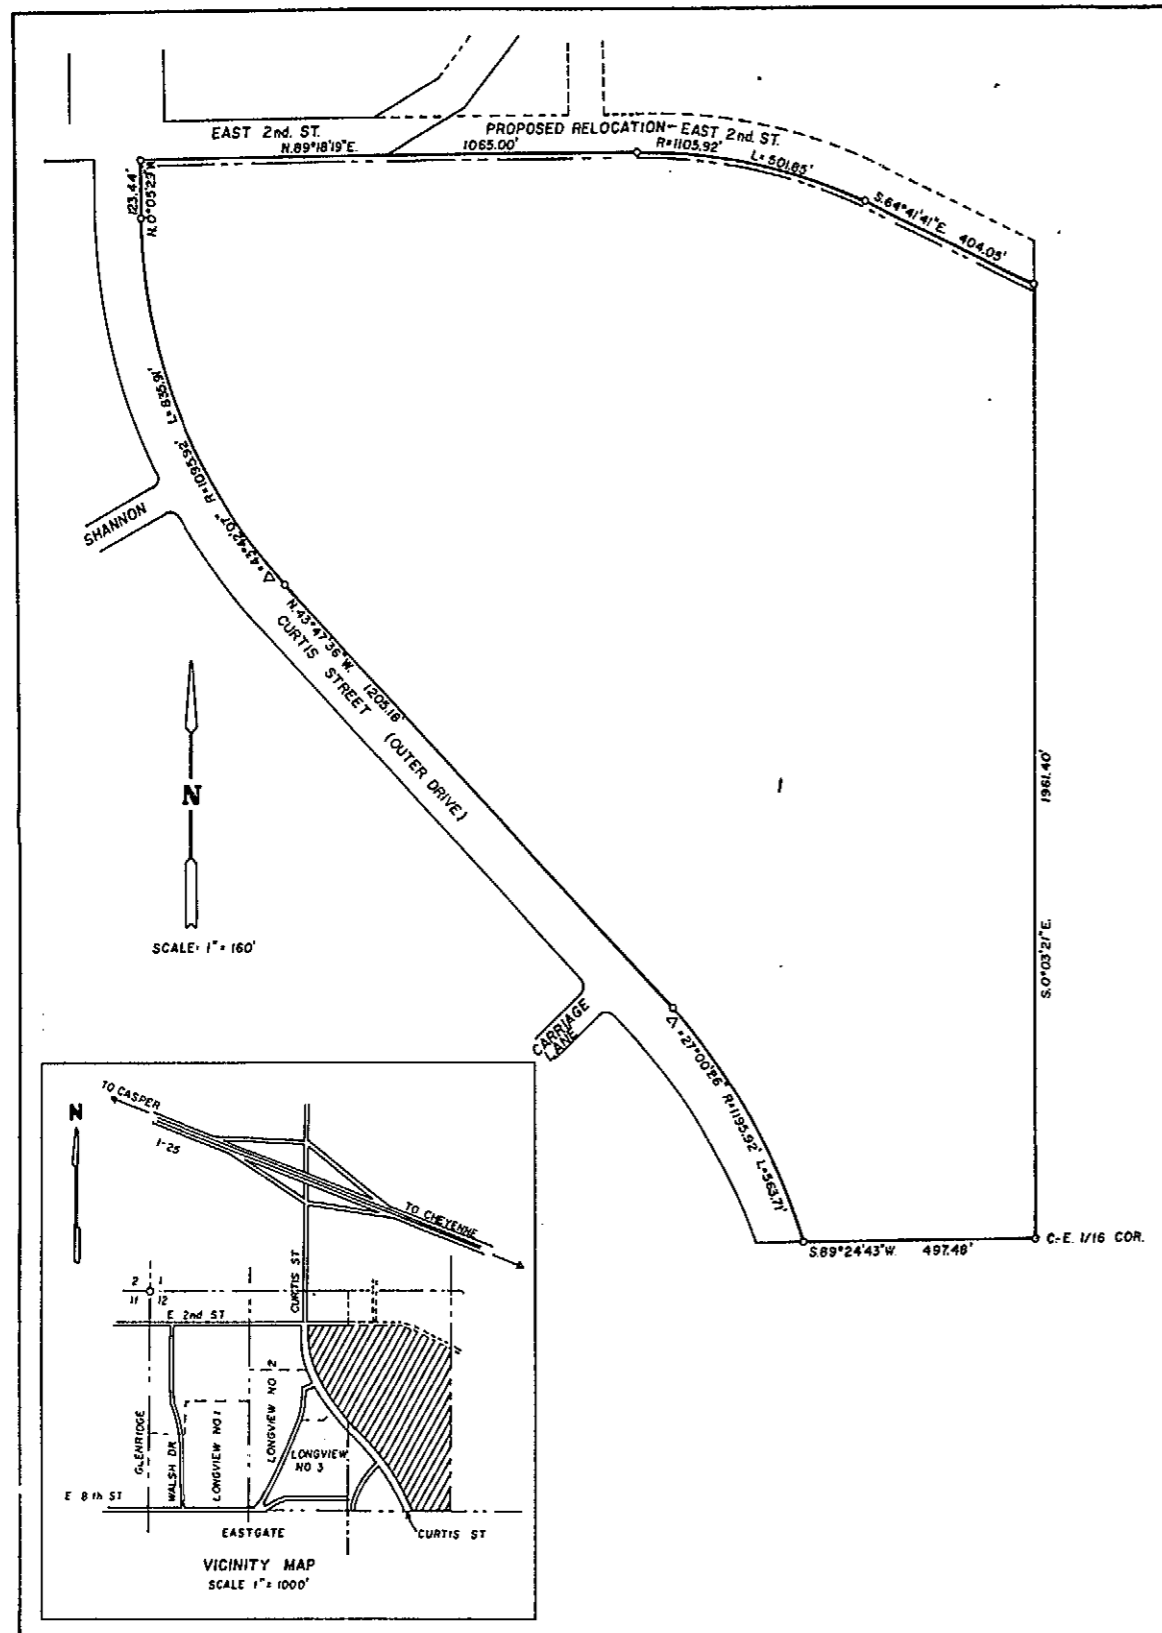 EAST 2nd. ST.
PROPOSED RELOCATION- EAST 2nd. ST.
N.89°18'19"E.
1065.00'
R=1105.92'
L= 501.85'
S.64°41'41"E. 404.05'
123.44'
N. 0°05'29"W
Δ =43°42'07" R=1095.92' L=835.91'
SHANNON
N. 43°47'36"W. 1205.18'
CURTIS STREET (OUTER DRIVE)
N
SCALE: 1" = 160'
1
1961.40'
S.0°03'21"E.
CARRIAGE
LANE
Δ =27°00'26" R=1195.92' L=563.71'
S.89°24'43"W. 497.48'
C.-E. 1/16 COR.
TO CASPER
N
I-25
TO CHEYENNE
CURTIS ST
2 1
11 12
E 2nd ST
GLENRIDGE
WALSH DR
LONGVIEW NO 1
LONGVIEW NO 2
LONGVIEW
NO 3
E 8th ST
EASTGATE
CURTIS ST
VICINITY MAP
SCALE 1" = 1000'